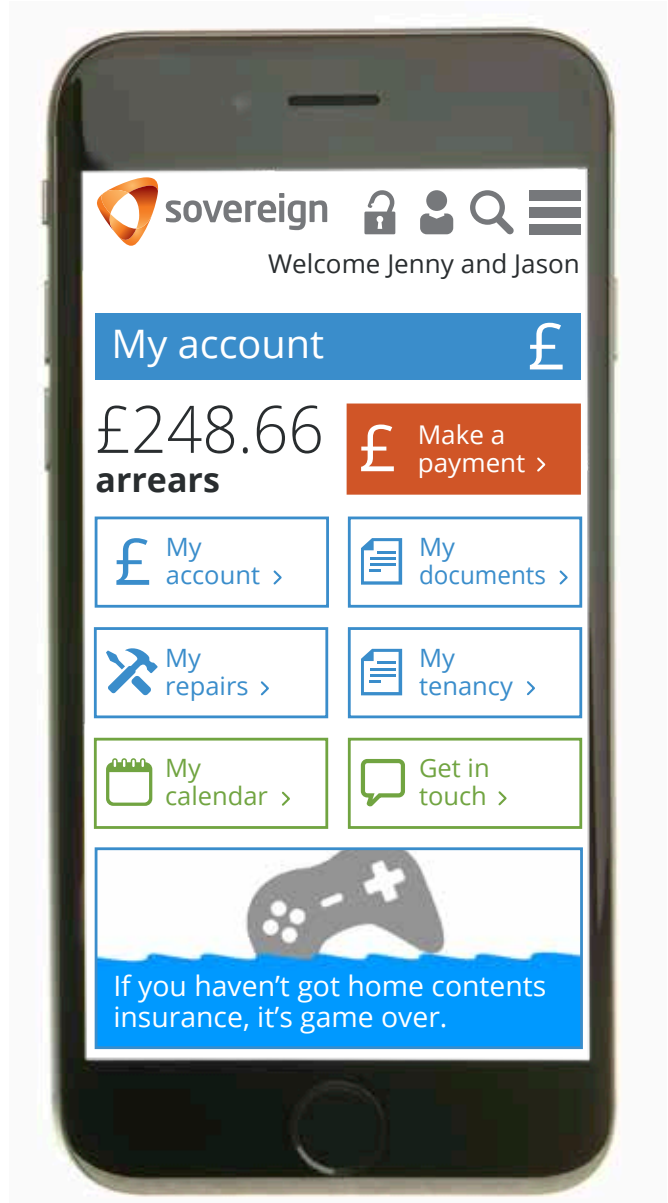 sovereign
Welcome Jenny and Jason
My account £
£248.66
arrears
£ Make a
payment >
£ My
account >
My
documents >
My
repairs >
My
tenancy >
My
calendar >
Get in
touch >
If you haven't got home contents
insurance, it's game over.